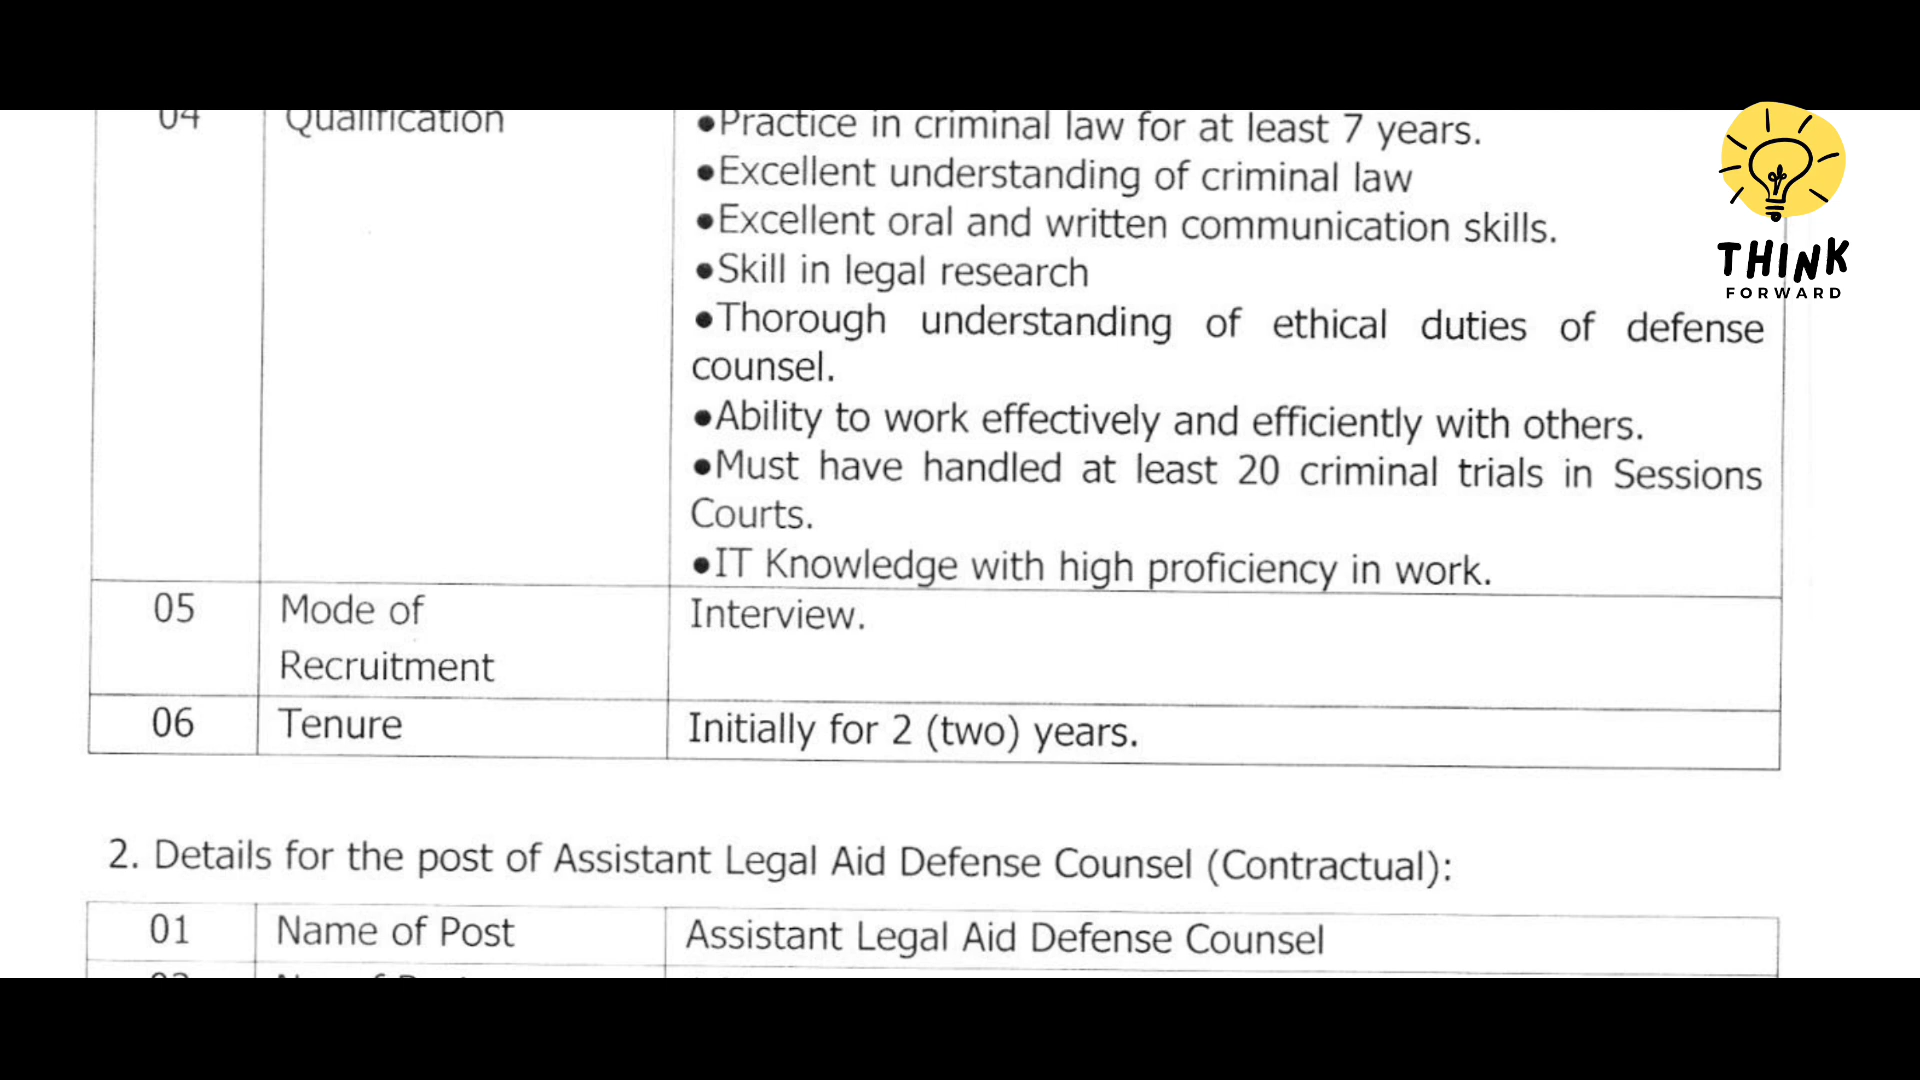 04 Qualification •Practice in criminal law for at least 7 years.
•Excellent understanding of criminal law
•Excellent oral and written communication skills.
•Skill in legal research
•Thorough understanding of ethical duties of defense
counsel.
•Ability to work effectively and efficiently with others.
•Must have handled at least 20 criminal trials in Sessions
Courts.
•IT Knowledge with high proficiency in work.
05 Mode of Interview.
Recruitment
06 Tenure Initially for 2 (two) years.
2. Details for the post of Assistant Legal Aid Defense Counsel (Contractual):
01 Name of Post Assistant Legal Aid Defense Counsel
THINK
FORWARD